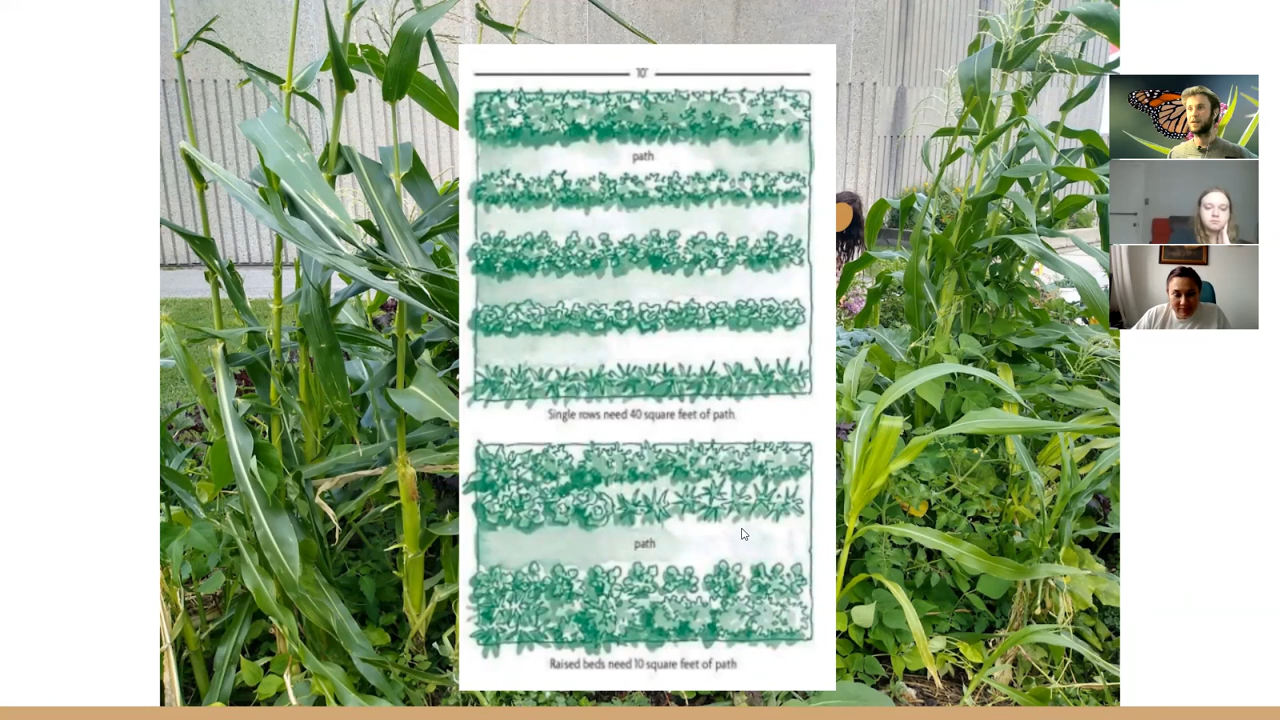 10'
path
Single rows need 40 square feet of path
path
Raised beds need 10 square feet of path